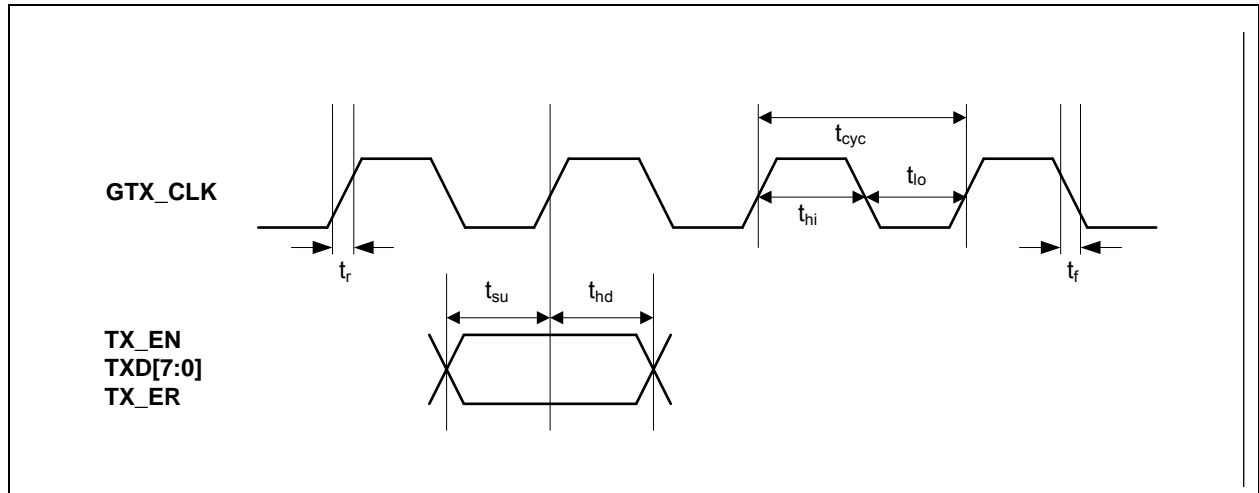 t_cyc
GTX_CLK
t_lo
t_hi
t_r
t_f
t_su
t_hd
TX_EN
TXD[7:0]
TX_ER